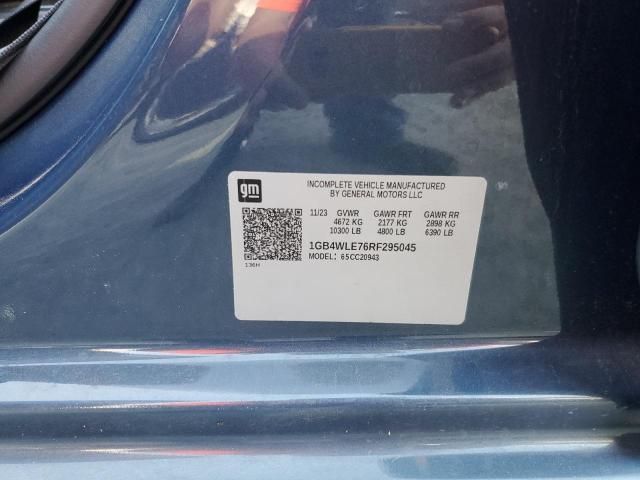 gm
INCOMPLETE VEHICLE MANUFACTURED
BY GENERAL MOTORS LLC
11/23 GVWR GAWR FRT GAWR RR
4672 KG 2177 KG 2898 KG
10300 LB 4800 LB 6390 LB
1GB4WLE76RF295045
MODEL: 65CC20943
136H